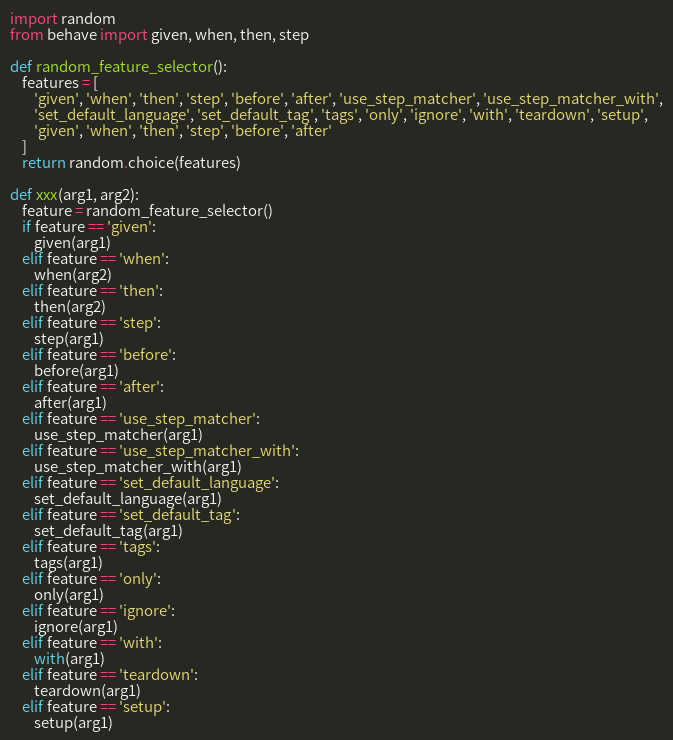 import random
from behave import given, when, then, step

def random_feature_selector():
    features = [
        'given', 'when', 'then', 'step', 'before', 'after', 'use_step_matcher', 'use_step_matcher_with',
        'set_default_language', 'set_default_tag', 'tags', 'only', 'ignore', 'with', 'teardown', 'setup',
        'given', 'when', 'then', 'step', 'before', 'after'
    ]
    return random.choice(features)

def xxx(arg1, arg2):
    feature = random_feature_selector()
    if feature == 'given':
        given(arg1)
    elif feature == 'when':
        when(arg2)
    elif feature == 'then':
        then(arg2)
    elif feature == 'step':
        step(arg1)
    elif feature == 'before':
        before(arg1)
    elif feature == 'after':
        after(arg1)
    elif feature == 'use_step_matcher':
        use_step_matcher(arg1)
    elif feature == 'use_step_matcher_with':
        use_step_matcher_with(arg1)
    elif feature == 'set_default_language':
        set_default_language(arg1)
    elif feature == 'set_default_tag':
        set_default_tag(arg1)
    elif feature == 'tags':
        tags(arg1)
    elif feature == 'only':
        only(arg1)
    elif feature == 'ignore':
        ignore(arg1)
    elif feature == 'with':
        with(arg1)
    elif feature == 'teardown':
        teardown(arg1)
    elif feature == 'setup':
        setup(arg1)